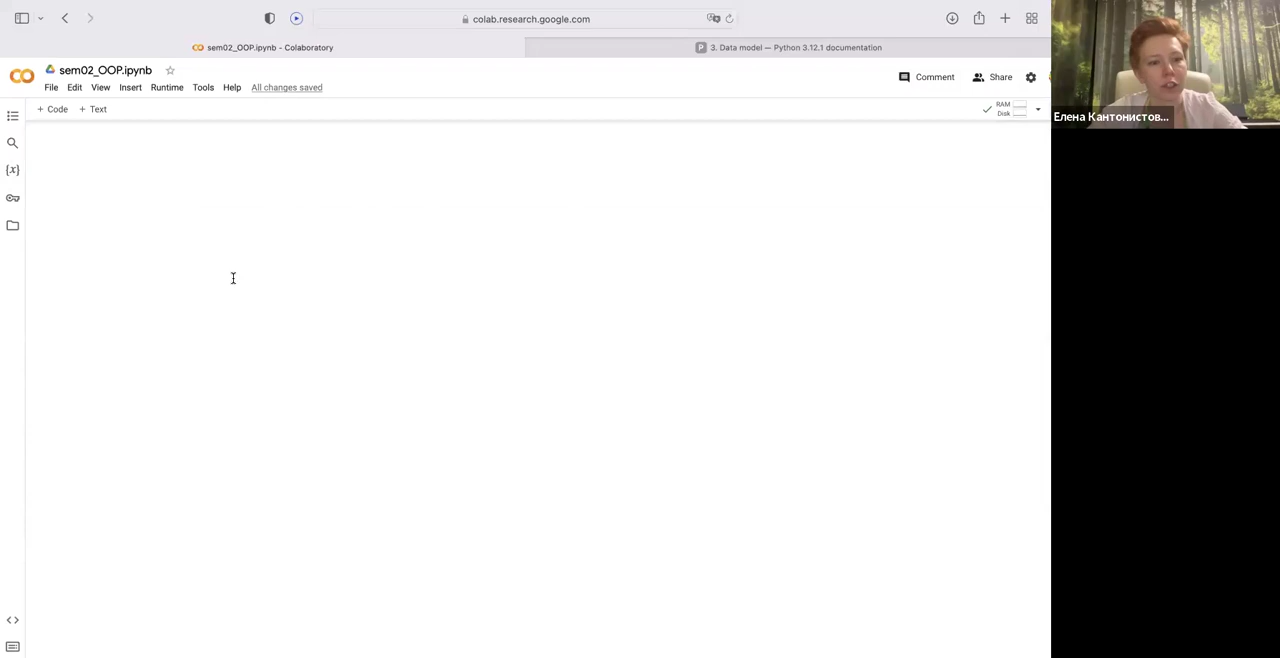 colab.research.google.com
sem02_OOP.ipynb - Colaboratory
3. Data model — Python 3.12.1 documentation
sem02_OOP.ipynb
File Edit View Insert Runtime Tools Help All changes saved
Comment Share
+ Code + Text
RAM
Disk
{x}
Елена Кантонистов...